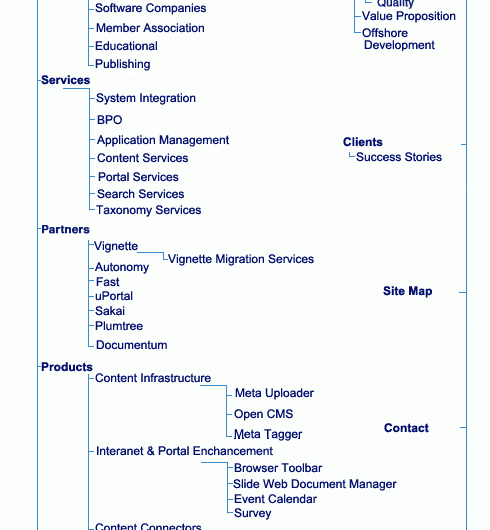 Software Companies
Member Association
Educational
Publishing
Services
System Integration
BPO
Application Management
Content Services
Portal Services
Search Services
Taxonomy Services
Partners
Vignette
Vignette Migration Services
Autonomy
Fast
uPortal
Sakai
Plumtree
Documentum
Products
Content Infrastructure
Meta Uploader
Open CMS
Meta Tagger
Interanet & Portal Enchancement
Browser Toolbar
Slide Web Document Manager
Event Calendar
Survey
Content Connectors
Quality
Value Proposition
Offshore
Development
Clients
Success Stories
Site Map
Contact